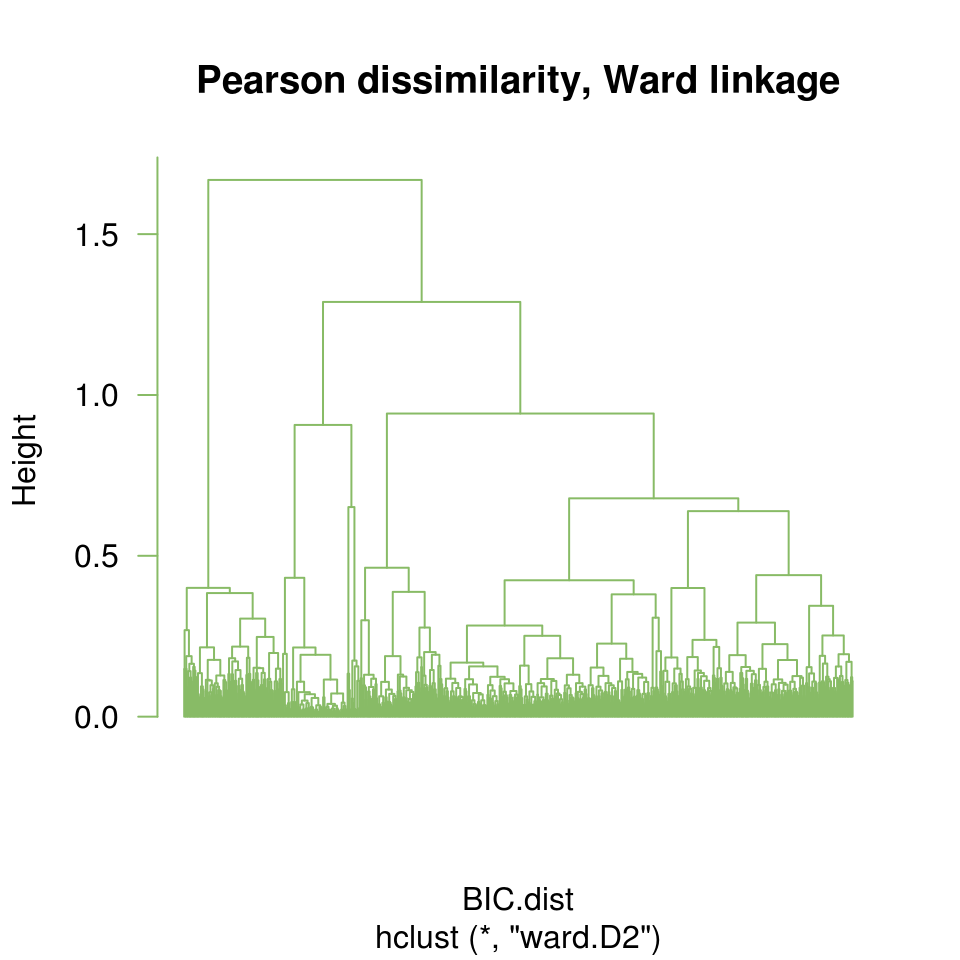 Pearson dissimilarity, Ward linkage
Height
1.5
1.0
0.5
0.0
BIC.dist
hclust (*, "ward.D2")